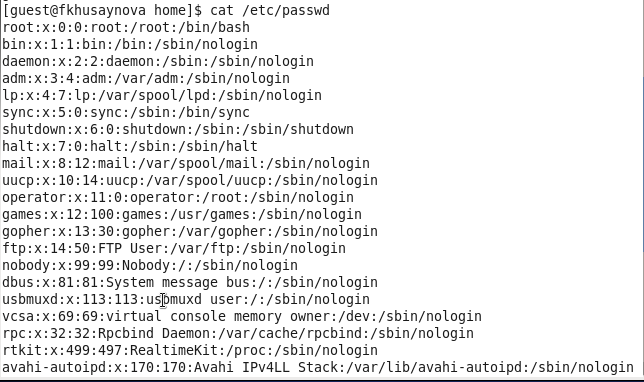 [guest@fkhusaynova home]$ cat /etc/passwd
root:x:0:0:root:/root:/bin/bash
bin:x:1:1:bin:/bin:/sbin/nologin
daemon:x:2:2:daemon:/sbin:/sbin/nologin
adm:x:3:4:adm:/var/adm:/sbin/nologin
lp:x:4:7:lp:/var/spool/lpd:/sbin/nologin
sync:x:5:0:sync:/sbin:/bin/sync
shutdown:x:6:0:shutdown:/sbin:/sbin/shutdown
halt:x:7:0:halt:/sbin:/sbin/halt
mail:x:8:12:mail:/var/spool/mail:/sbin/nologin
uucp:x:10:14:uucp:/var/spool/uucp:/sbin/nologin
operator:x:11:0:operator:/root:/sbin/nologin
games:x:12:100:games:/usr/games:/sbin/nologin
gopher:x:13:30:gopher:/var/gopher:/sbin/nologin
ftp:x:14:50:FTP User:/var/ftp:/sbin/nologin
nobody:x:99:99:Nobody:/:/sbin/nologin
dbus:x:81:81:System message bus:/:/sbin/nologin
usbmuxd:x:113:113:usbmuxd user:/:/sbin/nologin
vcsa:x:69:69:virtual console memory owner:/dev:/sbin/nologin
rpc:x:32:32:Rpcbind Daemon:/var/cache/rpcbind:/sbin/nologin
rtkit:x:499:497:RealtimeKit:/proc:/sbin/nologin
avahi-autoipd:x:170:170:Avahi IPv4LL Stack:/var/lib/avahi-autoipd:/sbin/nologin